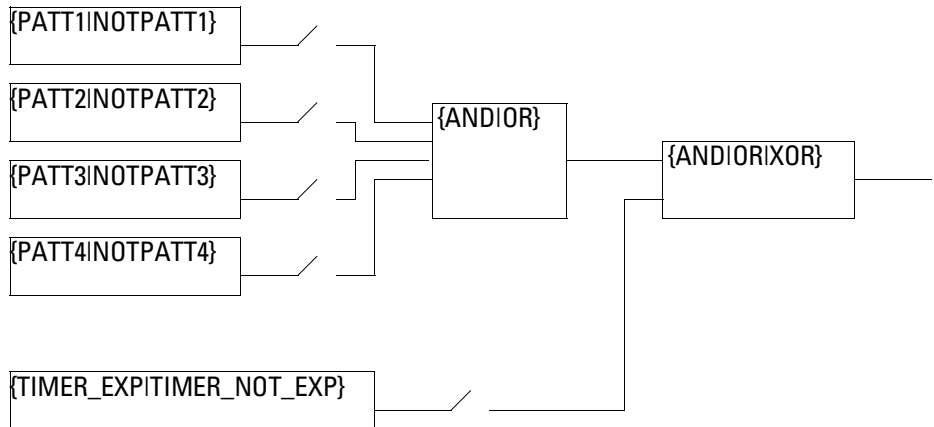 {PATT1|NOTPATT1}
{PATT2|NOTPATT2}
{AND|OR}
{AND|OR|XOR}
{PATT3|NOTPATT3}
{PATT4|NOTPATT4}
{TIMER_EXP|TIMER_NOT_EXP}